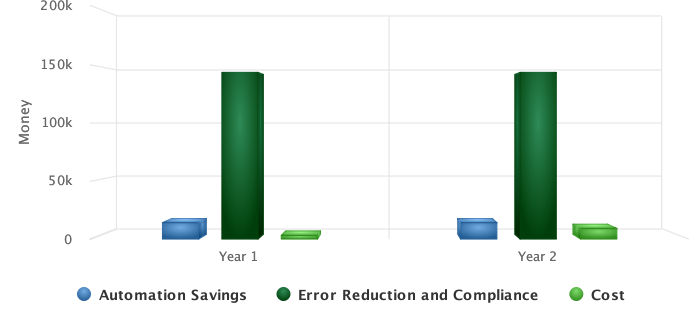 200k
150k
100k
50k
0
Money
Year 1
Year 2
Automation Savings
Error Reduction and Compliance
Cost